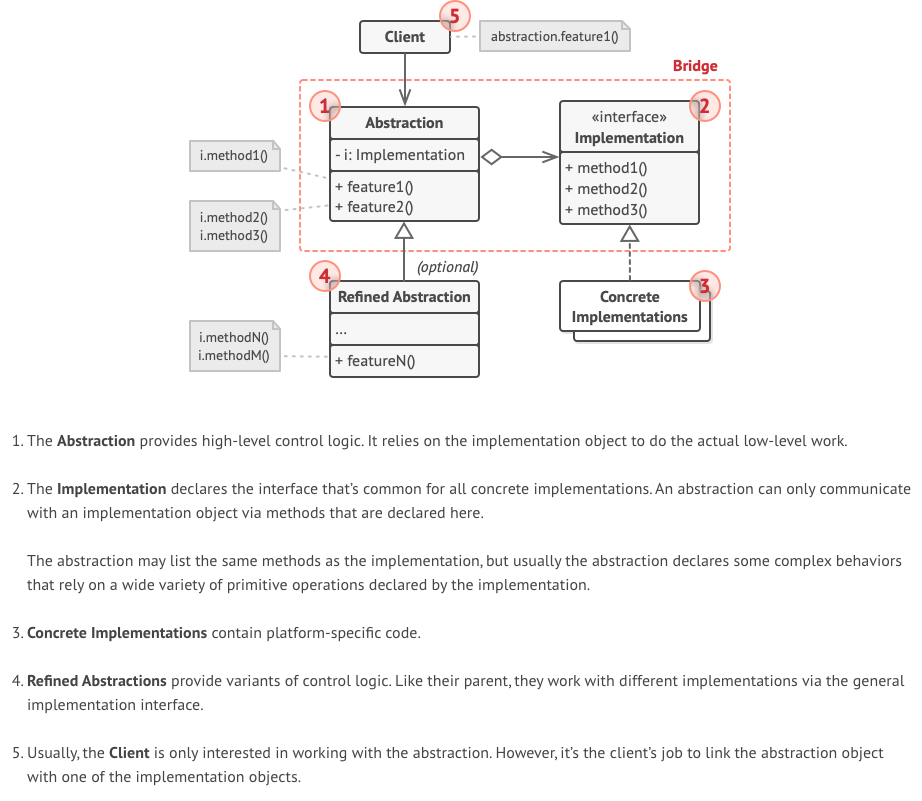 5
Client
abstraction.feature1()
Bridge
1
Abstraction
- i: Implementation
+ feature1()
+ feature2()
2
«interface»
Implementation
+ method1()
+ method2()
+ method3()
i.method1()
i.method2()
i.method3()
(optional)
4
Refined Abstraction
...
+ featureN()
3
Concrete
Implementations
i.methodN()
i.methodM()
1. The Abstraction provides high-level control logic. It relies on the implementation object to do the actual low-level work.
2. The Implementation declares the interface that’s common for all concrete implementations. An abstraction can only communicate
with an implementation object via methods that are declared here.
The abstraction may list the same methods as the implementation, but usually the abstraction declares some complex behaviors
that rely on a wide variety of primitive operations declared by the implementation.
3. Concrete Implementations contain platform-specific code.
4. Refined Abstractions provide variants of control logic. Like their parent, they work with different implementations via the general
implementation interface.
5. Usually, the Client is only interested in working with the abstraction. However, it’s the client’s job to link the abstraction object
with one of the implementation objects.